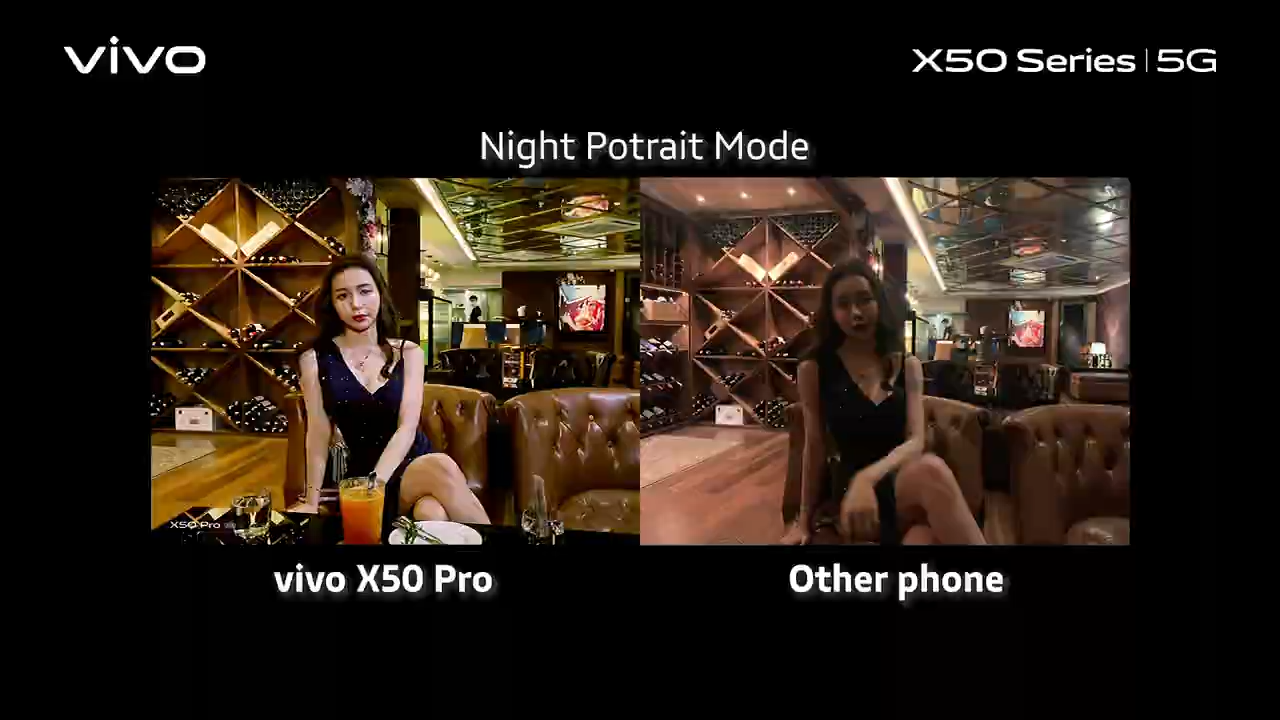 vivo
X50 Series | 5G
Night Potrait Mode
X50 Pro
vivo X50 Pro
Other phone